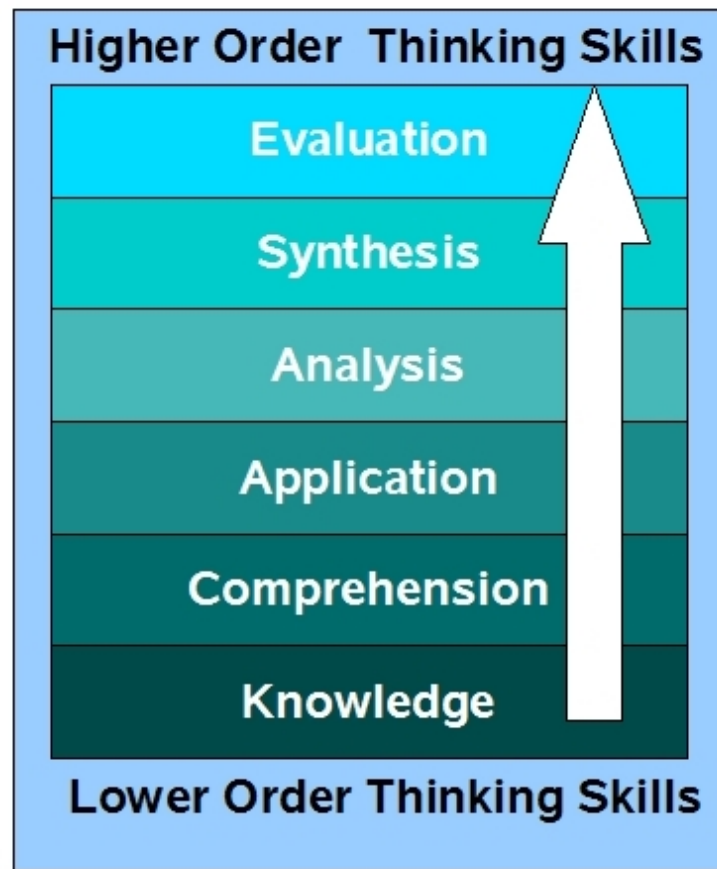 Higher Order Thinking Skills
Evaluation
Synthesis
Analysis
Application
Comprehension
Knowledge
Lower Order Thinking Skills